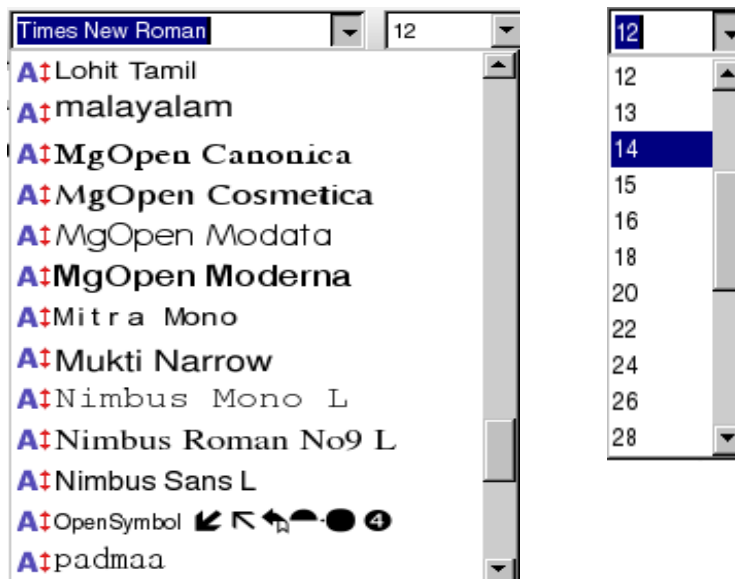 Times New Roman
12
Lohit Tamil
malayalam
MgOpen Canonica
MgOpen Cosmetica
MgOpen Modata
MgOpen Moderna
Mitra Mono
Mukti Narrow
Nimbus Mono L
Nimbus Roman No9 L
Nimbus Sans L
OpenSymbol
padmaa
12
12
13
14
15
16
18
20
22
24
26
28